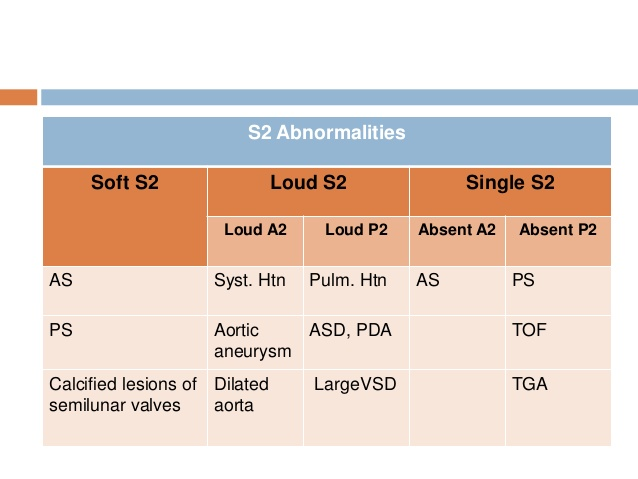 S2 Abnormalities
Soft S2 Loud S2 Single S2
Loud A2 Loud P2 Absent A2 Absent P2
AS Syst. Htn Pulm. Htn AS PS
PS Aortic aneurysm ASD, PDA TOF
Calcified lesions of semilunar valves Dilated aorta LargeVSD TGA